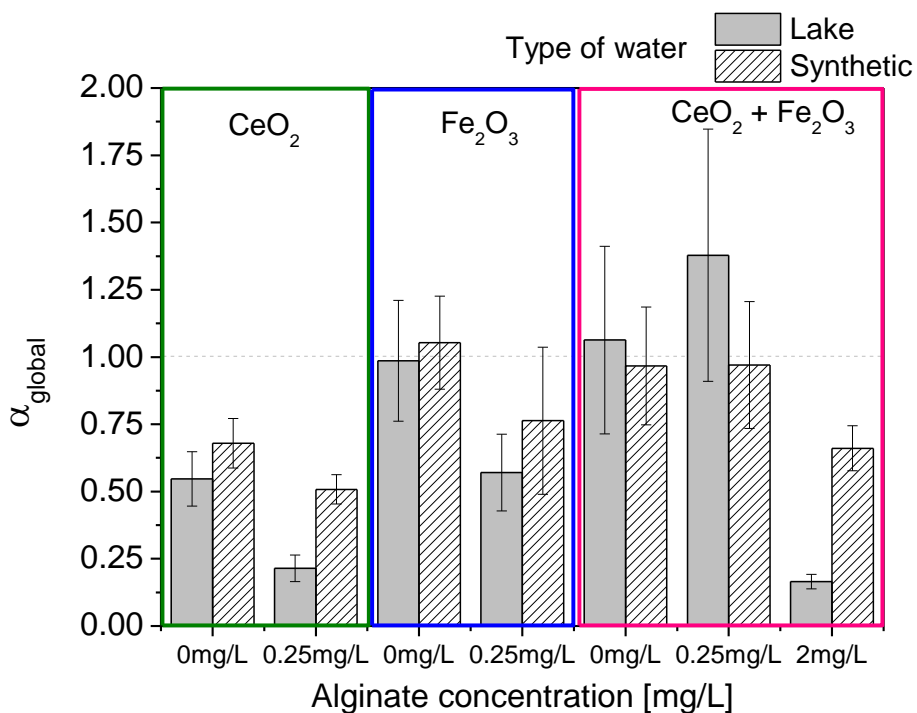 Type of water
Lake
Synthetic
CeO₂
Fe₂O₃
CeO₂ + Fe₂O₃
2.00
1.75
1.50
1.25
1.00
0.75
0.50
0.25
0.00
α_global
0mg/L 0.25mg/L 0mg/L 0.25mg/L 0mg/L 0.25mg/L 2mg/L
Alginate concentration [mg/L]